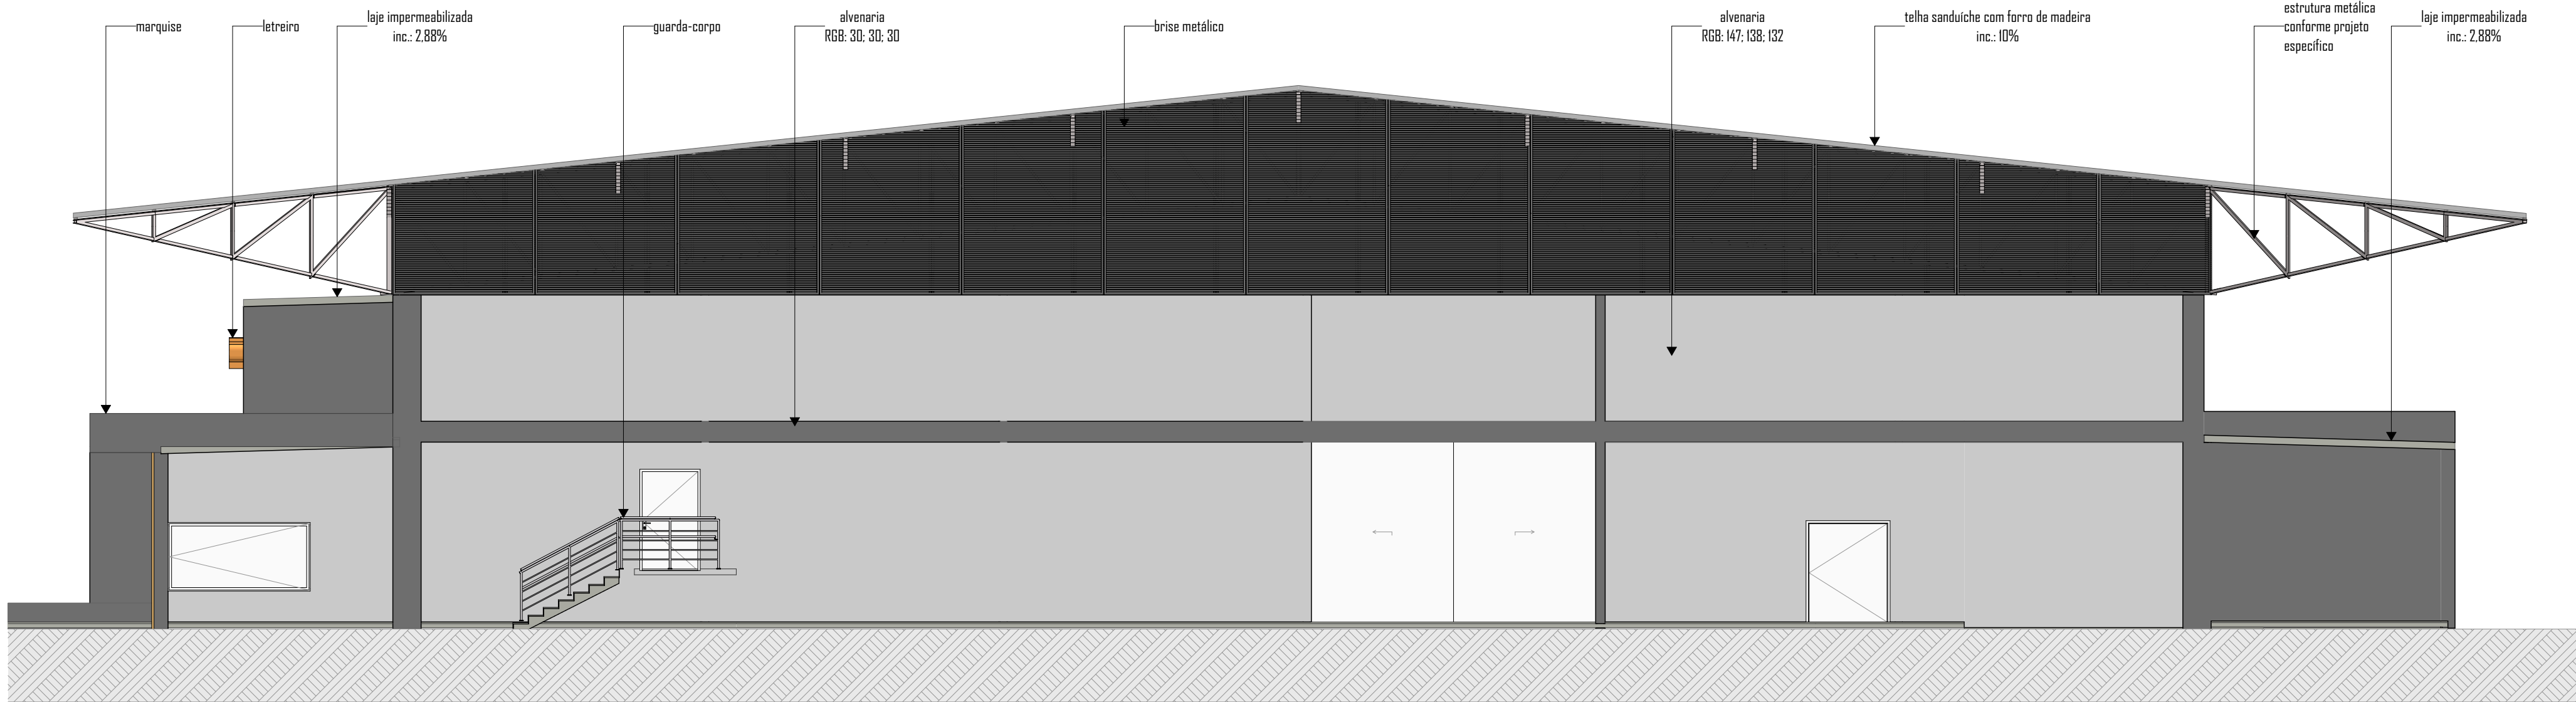 marquise
letreiro
laje impermeabilizada
inc.: 2,88%
guarda-corpo
alvenaria
RGB: 30; 30; 30
brise metálico
alvenaria
RGB: 147; 138; 132
telha sanduíche com forro de madeira
inc.: 10%
estrutura metálica
conforme projeto
específico
laje impermeabilizada
inc.: 2,88%